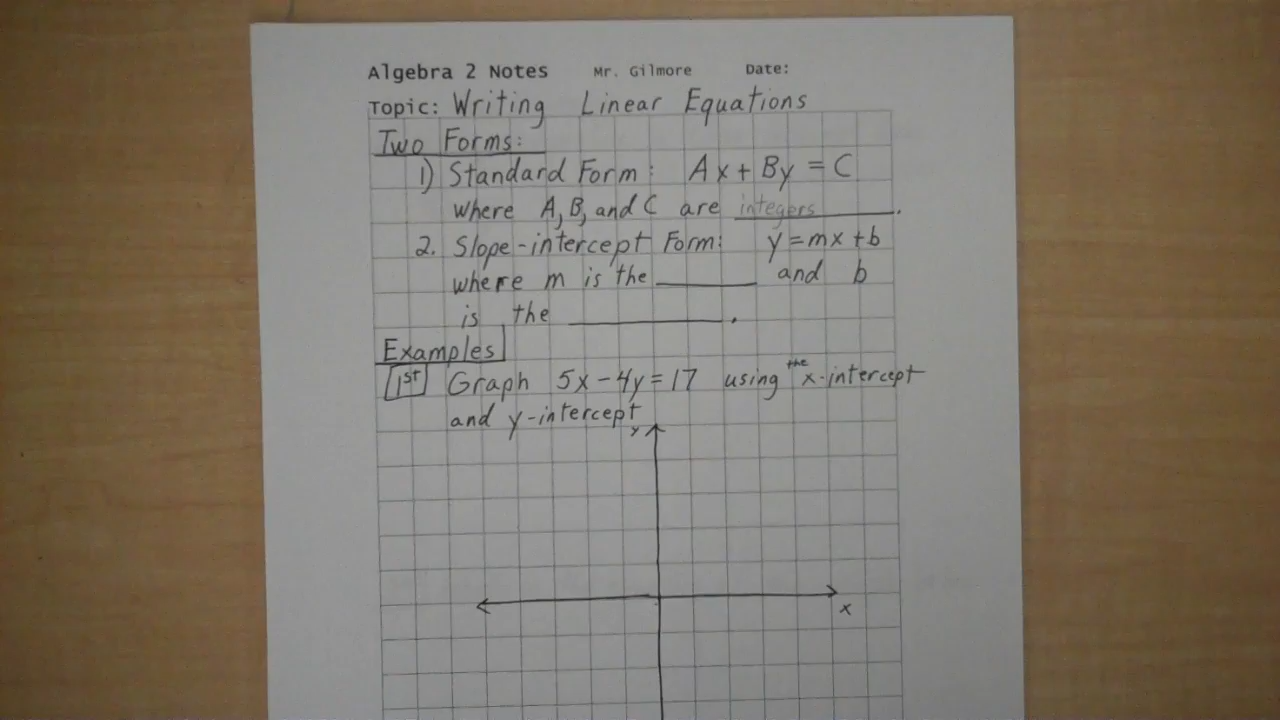 Algebra 2 Notes Mr. Gilmore Date:
Topic: Writing Linear Equations
Two Forms:
1) Standard Form: Ax + By = C
where A, B, and C are integers.
2. Slope-intercept Form: y = mx + b
where m is the ______ and b
is the ______.
Examples
1st Graph 5x - 4y = 17 using the x-intercept
and y-intercept
y
x